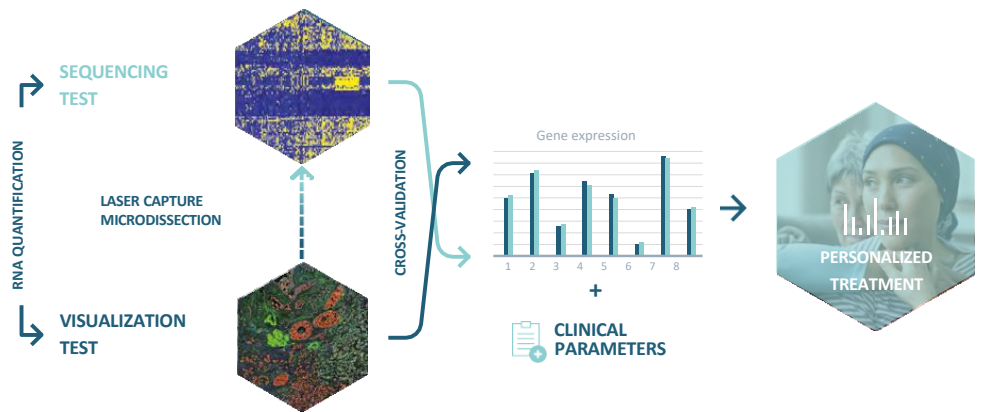 RNA QUANTIFICATION
SEQUENCING
TEST
LASER CAPTURE
MICRODISSECTION
VISUALIZATION
TEST
CROSS-VALIDATION
Gene expression
1 2 3 4 5 6 7 8
+
CLINICAL
PARAMETERS
PERSONALIZED
TREATMENT